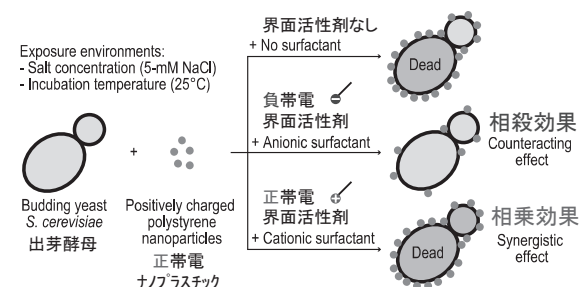 Exposure environments:
- Salt concentration (5-mM NaCl)
- Incubation temperature (25°C)
Budding yeast
S. cerevisiae
出芽酵母
+
Positively charged
polystyrene
nanoparticles
正帯電
ナノプラスチック
界面活性剤なし
+ No surfactant
Dead
負帯電
界面活性剤
+ Anionic surfactant
相殺効果
Counteracting
effect
正帯電
界面活性剤
+ Cationic surfactant
Dead
相乗効果
Synergistic
effect